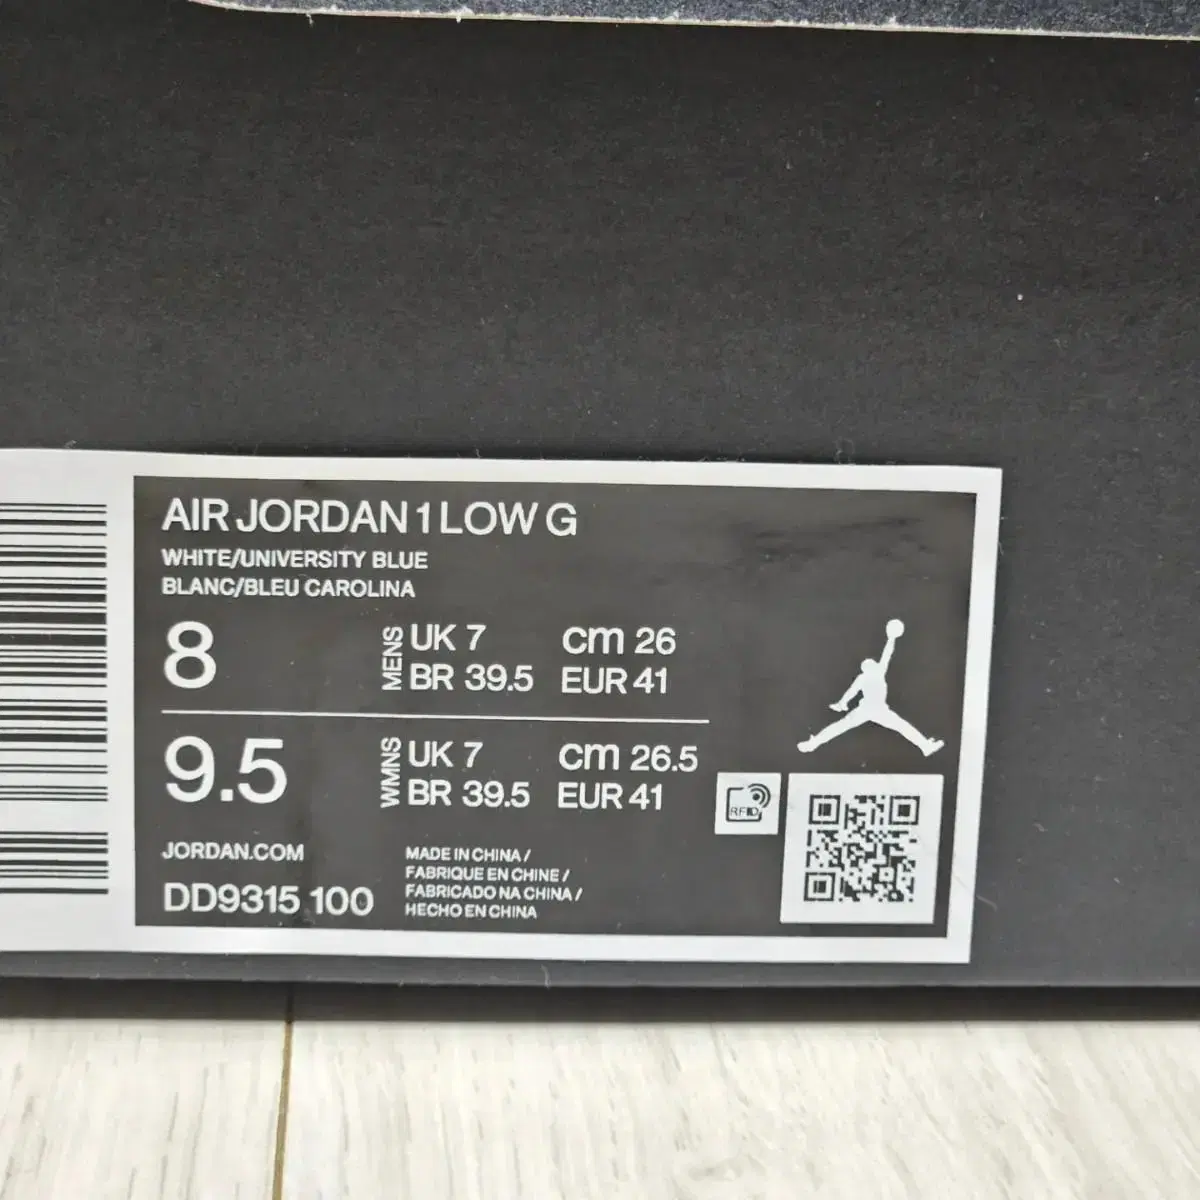 AIR JORDAN 1 LOW G
WHITE/UNIVERSITY BLUE
BLANC/BLEU CAROLINA
8
MENS
UK 7
cm 26
BR 39.5
EUR 41
9.5
WMNS
UK 7
cm 26.5
BR 39.5
EUR 41
RFID
JORDAN.COM
DD9315 100
MADE IN CHINA /
FABRIQUE EN CHINE /
FABRICADO NA CHINA /
HECHO EN CHINA